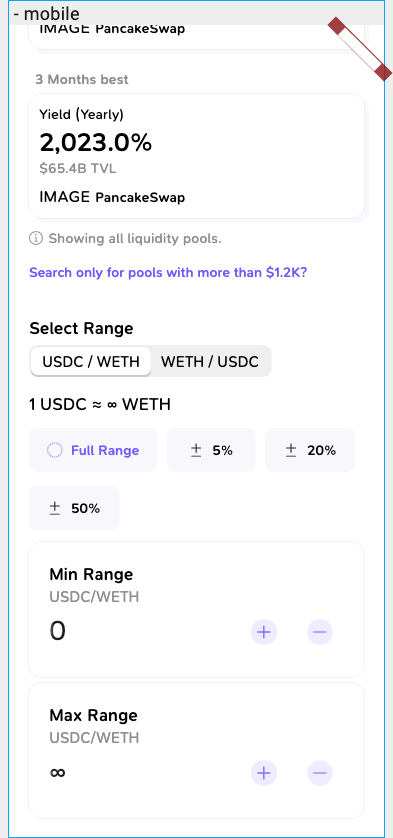 - mobile
IMAGE PancakeSwap
3 Months best
Yield (Yearly)
2,023.0%
$65.4B TVL
IMAGE PancakeSwap
Showing all liquidity pools.
Search only for pools with more than $1.2K?
Select Range
USDC / WETH WETH / USDC
1 USDC ≈ ∞ WETH
Full Range ± 5% ± 20%
± 50%
Min Range
USDC/WETH
0 + −
Max Range
USDC/WETH
∞ + −